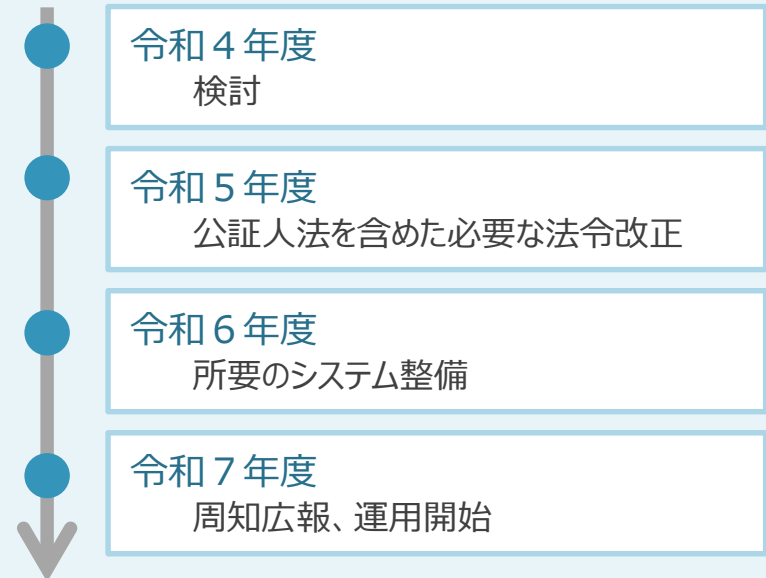 令和４年度
検討
令和５年度
公証人法を含めた必要な法令改正
令和６年度
所要のシステム整備
令和７年度
周知広報、運用開始